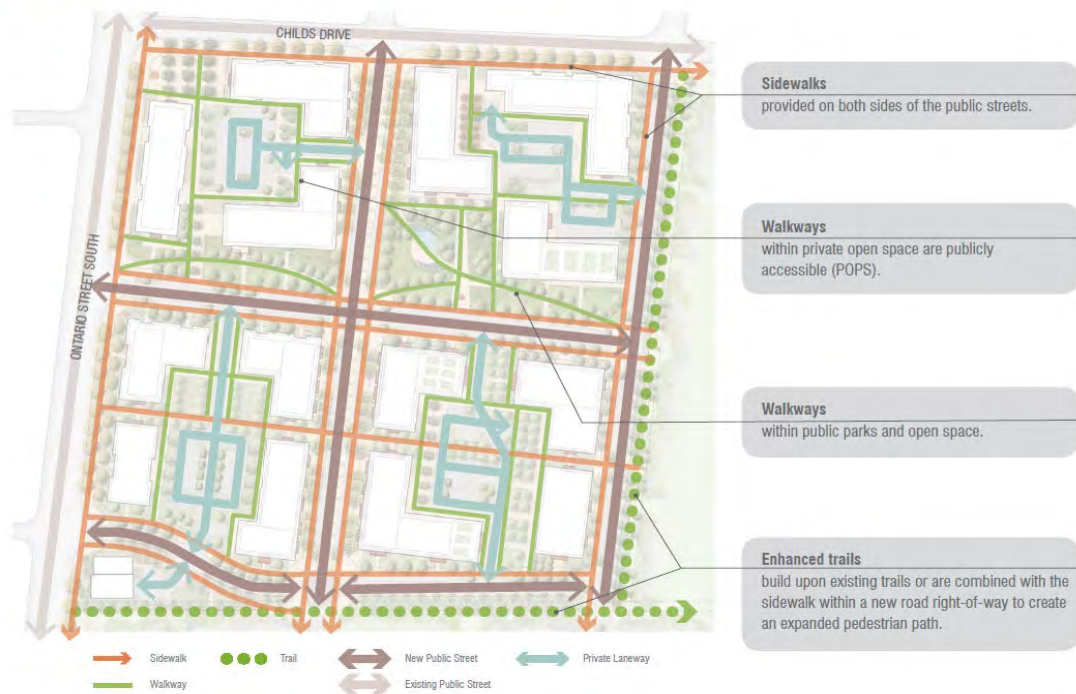 CHILDS DRIVE
ONTARIO STREET SOUTH
Sidewalks
provided on both sides of the public streets.
Walkways
within private open space are publicly
accessible (POPS).
Walkways
within public parks and open space.
Enhanced trails
build upon existing trails or are combined with the
sidewalk within a new road right-of-way to create
an expanded pedestrian path.
Sidewalk
Trail
New Public Street
Private Laneway
Walkway
Existing Public Street